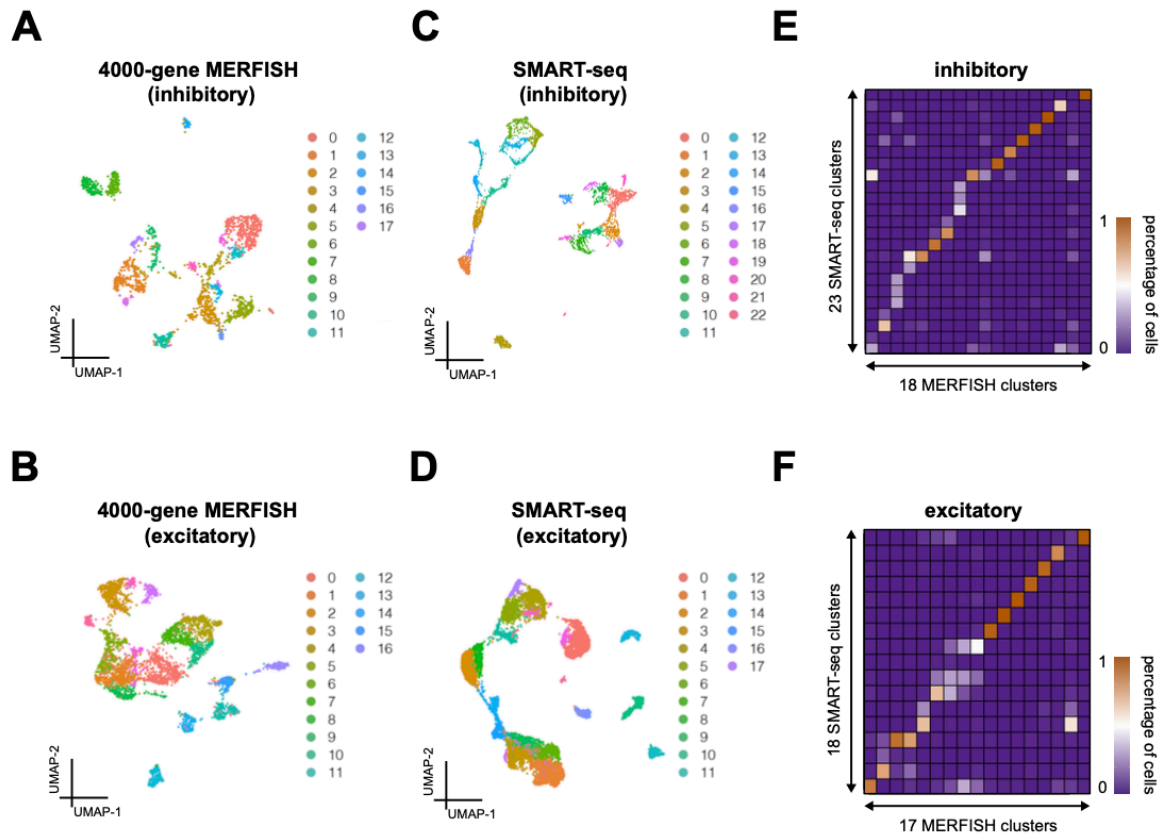 A
4000-gene MERFISH
(inhibitory)
0 12
1 13
2 14
3 15
4 16
5 17
6
7
8
9
10
11
UMAP-2
UMAP-1
C
SMART-seq
(inhibitory)
0 12
1 13
2 14
3 15
4 16
5 17
6 18
7 19
8 20
9 21
10 22
11
UMAP-2
UMAP-1
E
inhibitory
23 SMART-seq clusters
18 MERFISH clusters
1
0
percentage of cells
B
4000-gene MERFISH
(excitatory)
0 12
1 13
2 14
3 15
4 16
5
6
7
8
9
10
11
UMAP-2
UMAP-1
D
SMART-seq
(excitatory)
0 12
1 13
2 14
3 15
4 16
5 17
6
7
8
9
10
11
UMAP-2
UMAP-1
F
excitatory
18 SMART-seq clusters
17 MERFISH clusters
1
0
percentage of cells